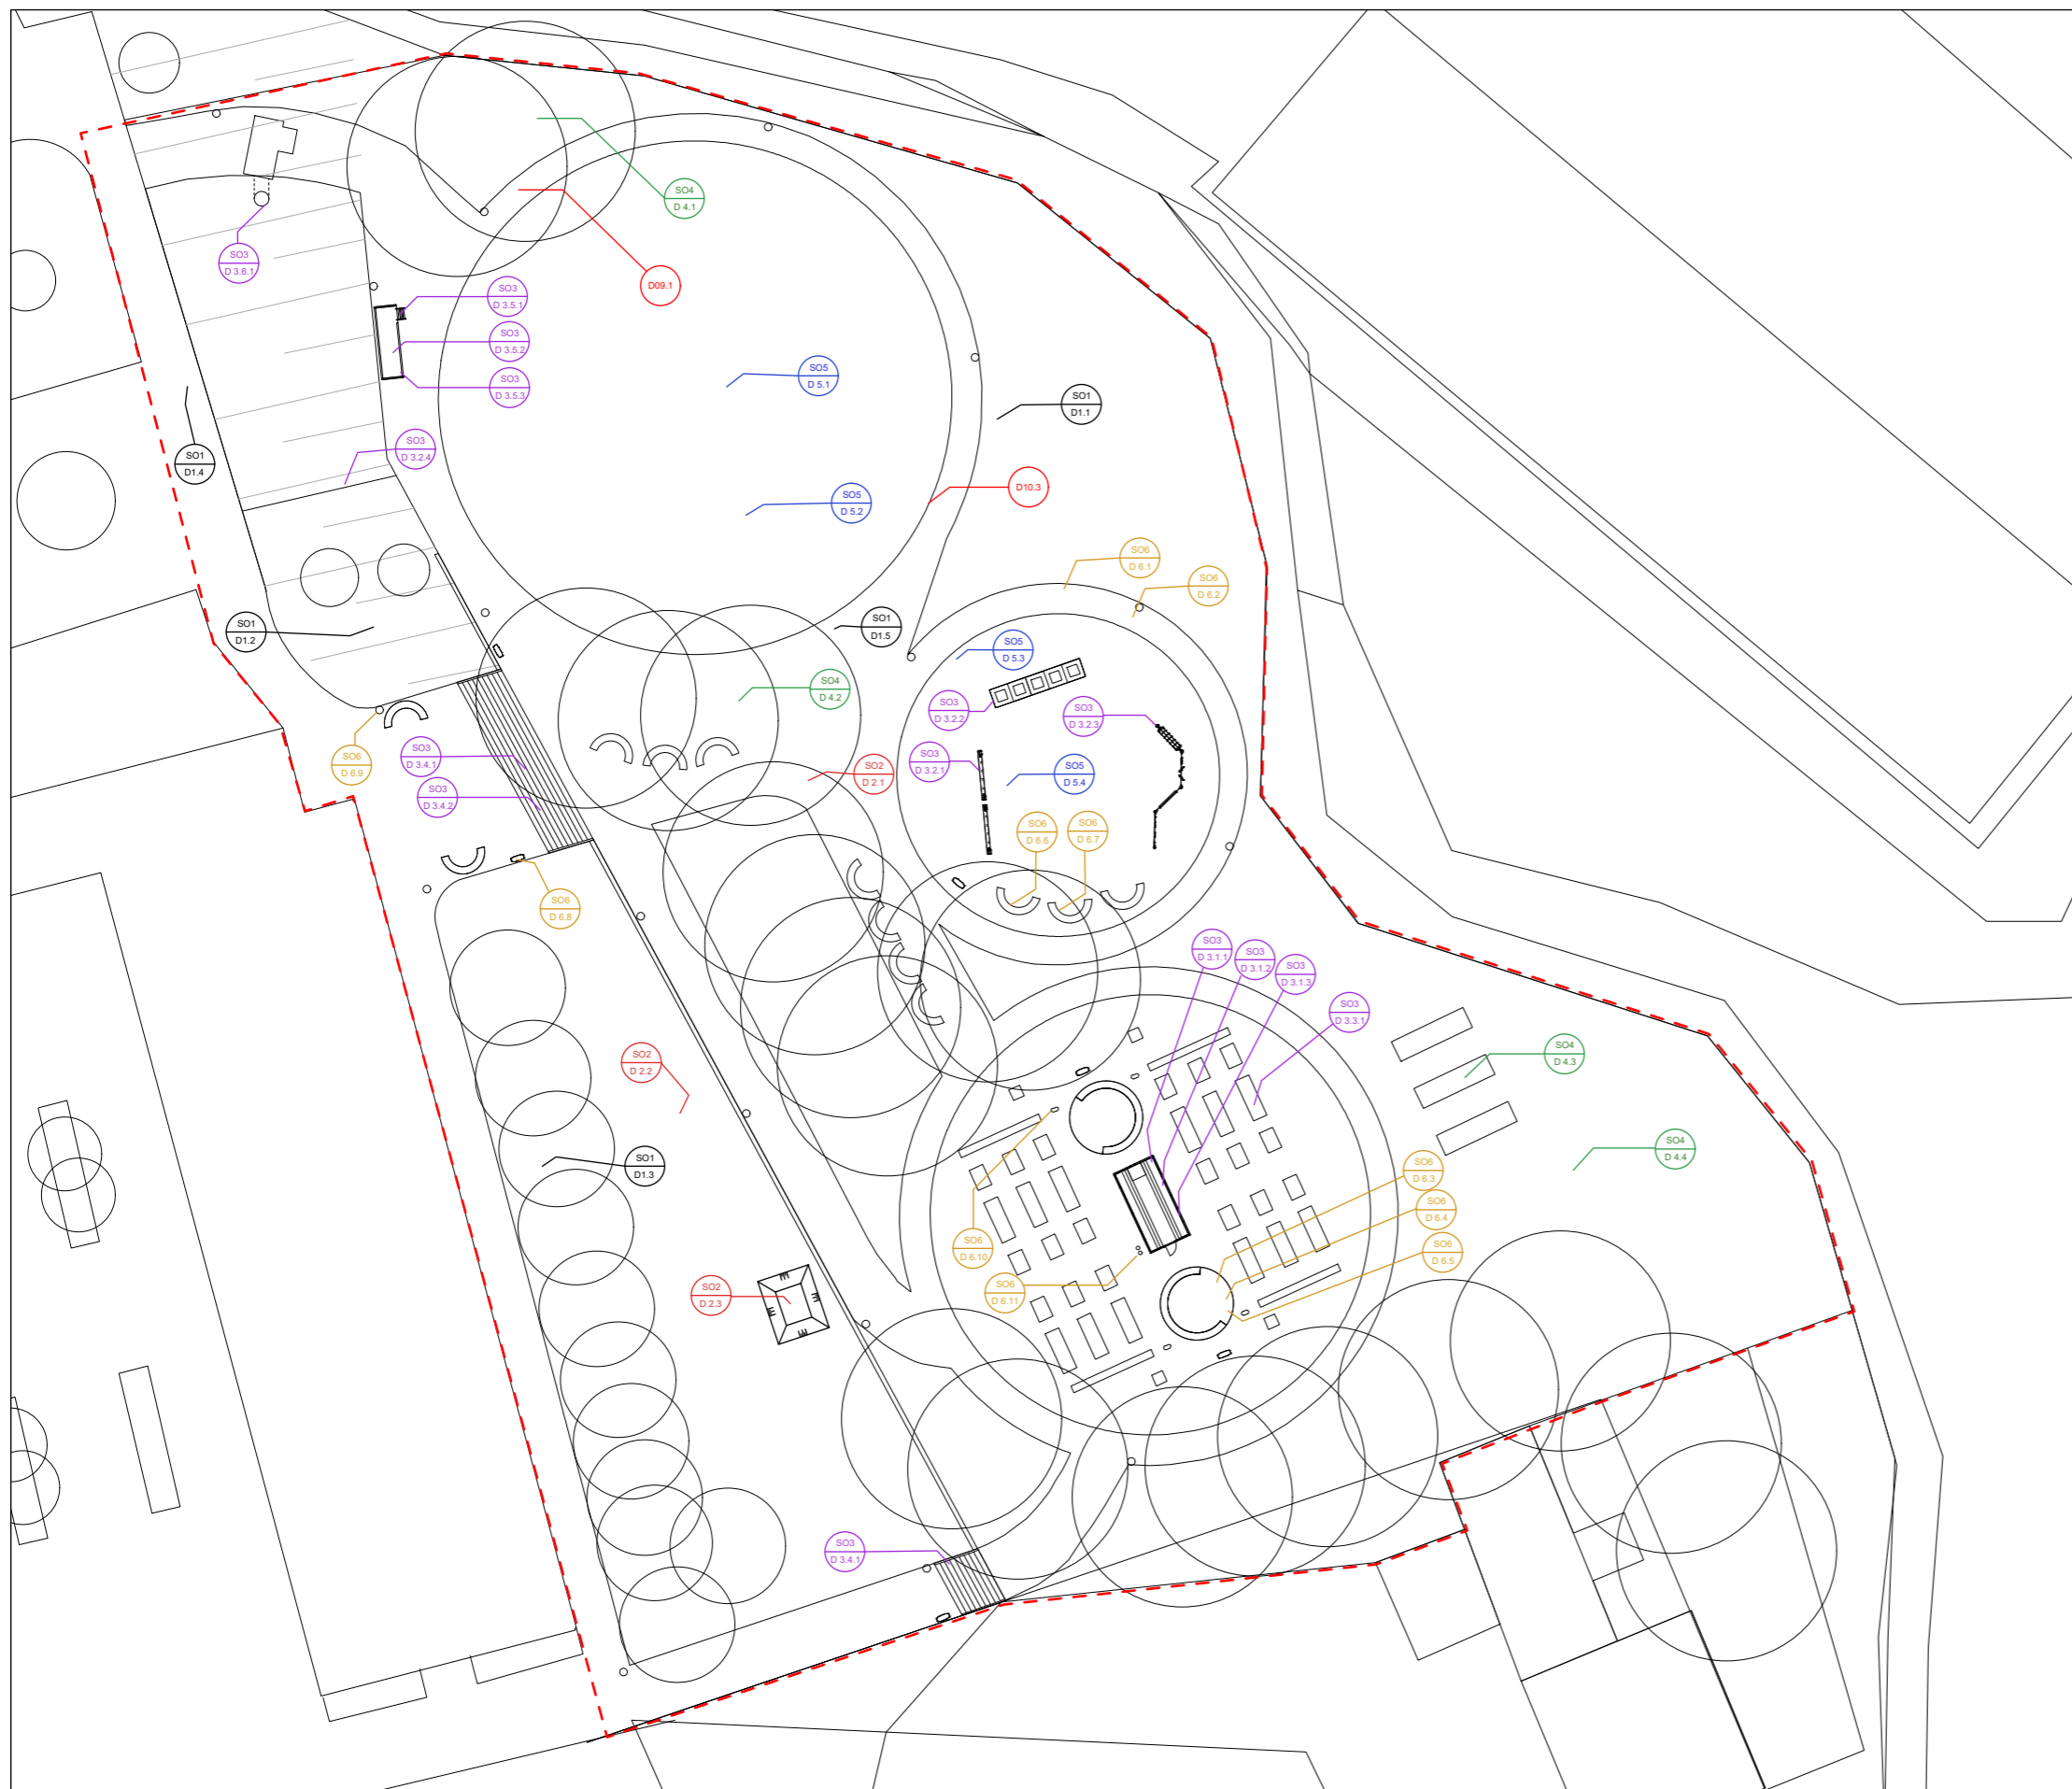 SO4
D 4.1
SO3
D 3.6.1
D09.1
SO3
D 3.5.1
SO3
D 3.5.2
SO3
D 3.5.3
SO5
D 5.1
SO1
D1.1
SO3
D 3.2.4
SO1
D1.4
SO5
D 5.2
D10.3
SO6
D 6.1
SO6
D 6.2
SO1
D1.2
SO1
D1.5
SO5
D 5.3
SO4
D 4.2
SO3
D 3.2.2
SO3
D 3.2.3
SO6
D 6.9
SO3
D 3.4.1
SO3
D 3.4.2
SO2
D 2.1
SO3
D 3.2.1
SO5
D 5.4
SO6
D 6.6
SO6
D 6.7
SO6
D 6.8
SO3
D 3.1.1
SO3
D 3.1.2
SO3
D 3.1.3
SO3
D 3.3.1
SO2
D 2.2
SO4
D 4.3
SO4
D 4.4
SO1
D1.3
SO6
D 6.3
SO6
D 6.4
SO6
D 6.5
SO6
D 6.10
SO6
D 6.11
SO2
D 2.3
SO3
D 3.4.1